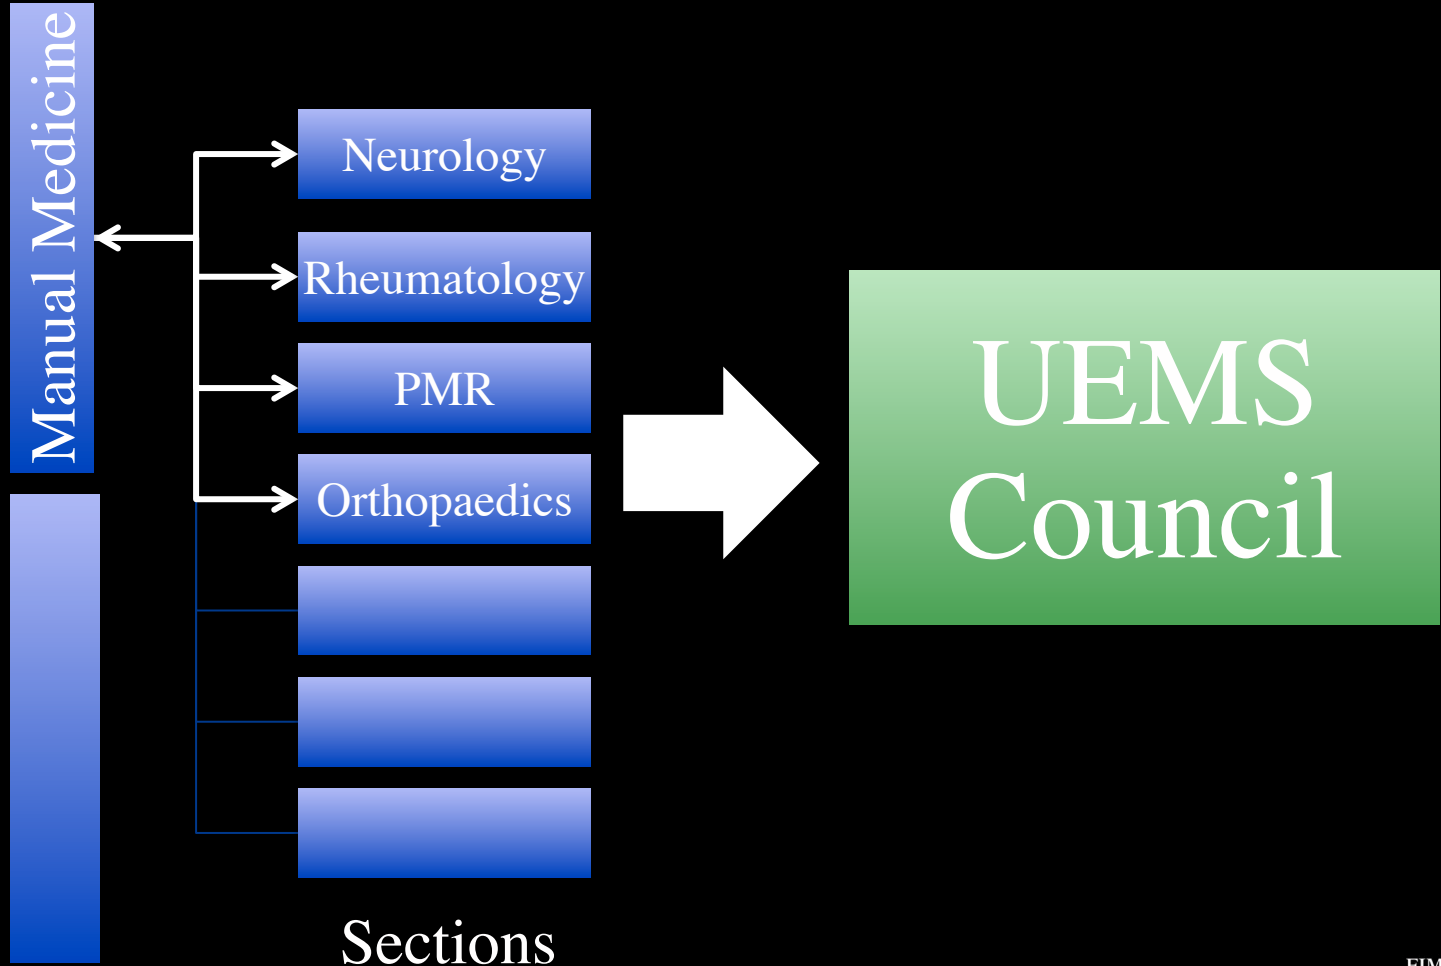 Manual Medicine
Neurology
Rheumatology
PMR
Orthopaedics
UEMS
Council
Sections